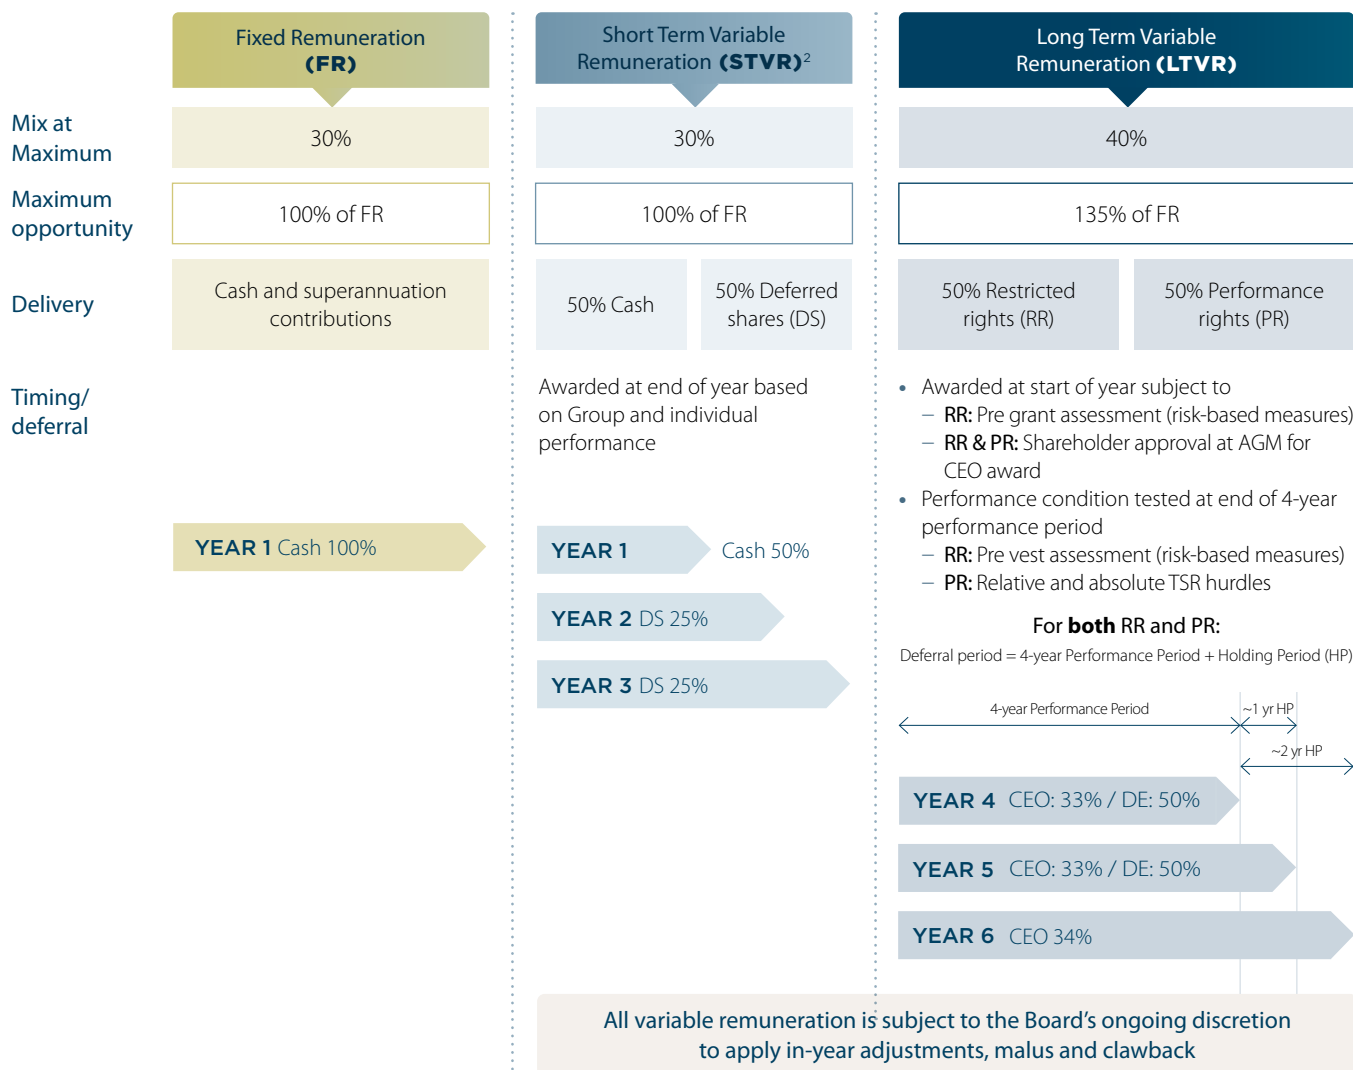 Fixed Remuneration
(FR)
Short Term Variable
Remuneration (STVR)2
Long Term Variable
Remuneration (LTVR)
Mix at
Maximum
30%
30%
40%
Maximum
opportunity
100% of FR
100% of FR
135% of FR
Delivery
Cash and superannuation
contributions
50% Cash
50% Deferred
shares (DS)
50% Restricted
rights (RR)
50% Performance
rights (PR)
Timing/
deferral
YEAR 1 Cash 100%
Awarded at end of year based
on Group and individual
performance
YEAR 1 Cash 50%
YEAR 2 DS 25%
YEAR 3 DS 25%
• Awarded at start of year subject to
– RR: Pre grant assessment (risk-based measures)
– RR & PR: Shareholder approval at AGM for
CEO award
• Performance condition tested at end of 4-year
performance period
– RR: Pre vest assessment (risk-based measures)
– PR: Relative and absolute TSR hurdles
For both RR and PR:
Deferral period = 4-year Performance Period + Holding Period (HP)
4-year Performance Period
~1 yr HP
~2 yr HP
YEAR 4 CEO: 33% / DE: 50%
YEAR 5 CEO: 33% / DE: 50%
YEAR 6 CEO 34%
All variable remuneration is subject to the Board's ongoing discretion
to apply in-year adjustments, malus and clawback